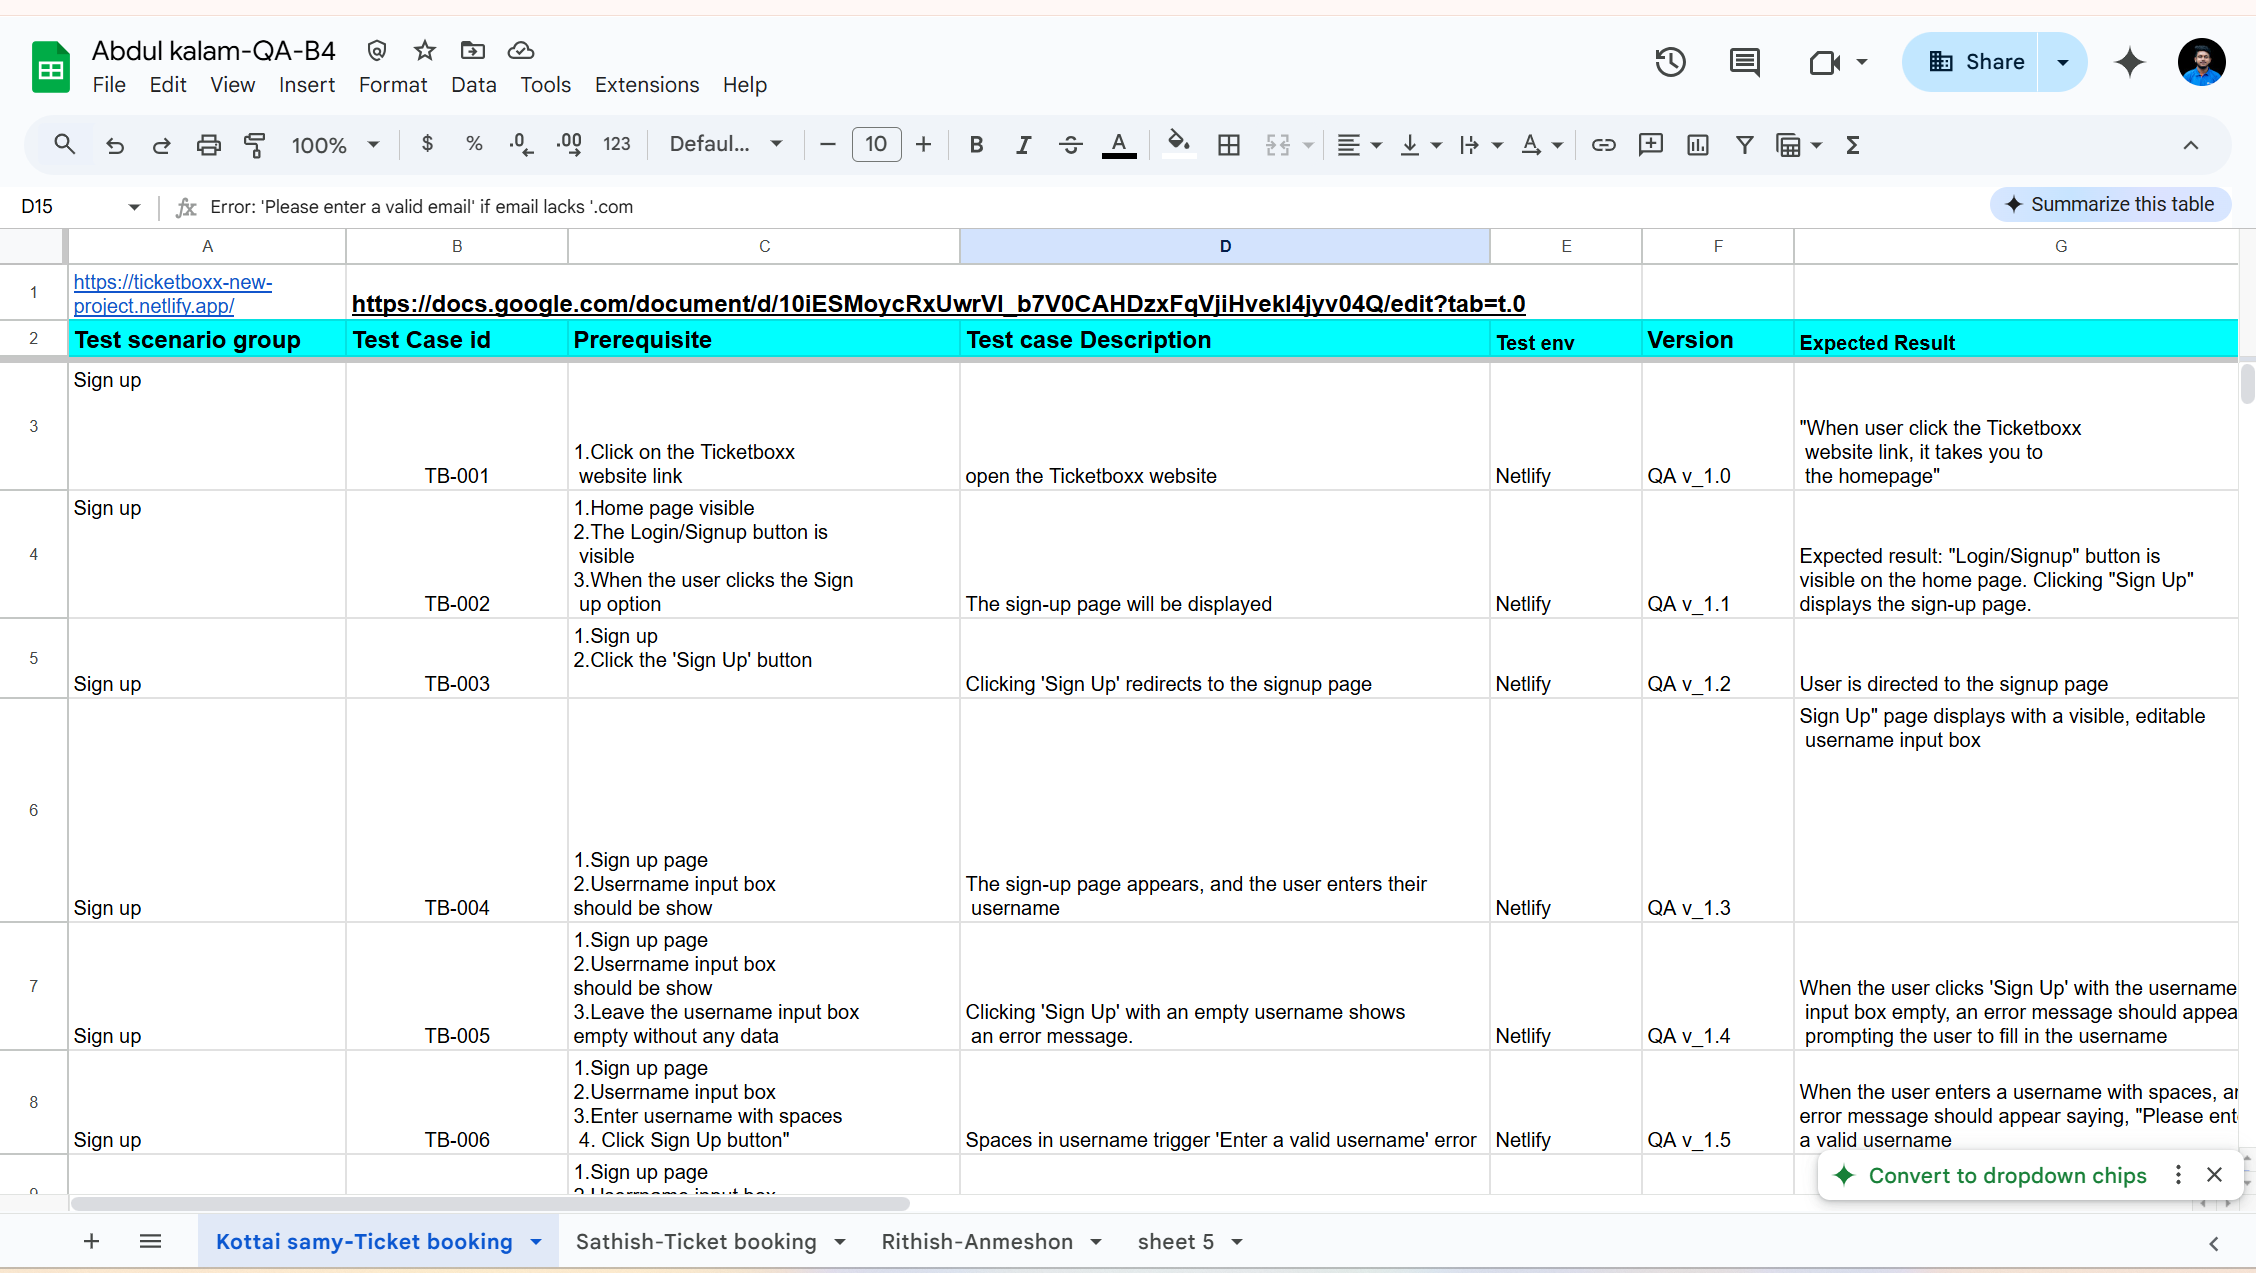 Abdul kalam-QA-B4
File Edit View Insert Format Data Tools Extensions Help
Share
100% $ % .0 .00 123 Defaul... 10 B I A
D15 Error: 'Please enter a valid email' if email lacks '.com
Summarize this table
A B C D E F G
1
https://ticketboxx-new-
project.netlify.app/
https://docs.google.com/document/d/10iESMoycRxUwrVl_b7V0CAHDzxFqVjiHvekl4jyv04Q/edit?tab=t.0
2 Test scenario group Test Case id Prerequisite Test case Description Test env Version Expected Result
3
Sign up
TB-001
1.Click on the Ticketboxx
website link
open the Ticketboxx website
Netlify
QA v_1.0
"When user click the Ticketboxx
website link, it takes you to
the homepage"
4
Sign up
TB-002
1.Home page visible
2.The Login/Signup button is
visible
3.When the user clicks the Sign
up option
The sign-up page will be displayed
Netlify
QA v_1.1
Expected result: "Login/Signup" button is
visible on the home page. Clicking "Sign Up"
displays the sign-up page.
5
Sign up
TB-003
1.Sign up
2.Click the 'Sign Up' button
Clicking 'Sign Up' redirects to the signup page
Netlify
QA v_1.2
User is directed to the signup page
6
Sign up
TB-004
1.Sign up page
2.Userrname input box
should be show
The sign-up page appears, and the user enters their
username
Netlify
QA v_1.3
Sign Up" page displays with a visible, editable
username input box
7
Sign up
TB-005
1.Sign up page
2.Userrname input box
should be show
3.Leave the username input box
empty without any data
Clicking 'Sign Up' with an empty username shows
an error message.
Netlify
QA v_1.4
When the user clicks 'Sign Up' with the username
input box empty, an error message should appea
prompting the user to fill in the username
8
Sign up
TB-006
1.Sign up page
2.Userrname input box
3.Enter username with spaces
4. Click Sign Up button"
Spaces in username trigger 'Enter a valid username' error
Netlify
QA v_1.5
When the user enters a username with spaces, a
error message should appear saying, "Please ent
a valid username
1.Sign up page
Convert to dropdown chips
Kottai samy-Ticket booking Sathish-Ticket booking Rithish-Anmeshon sheet 5